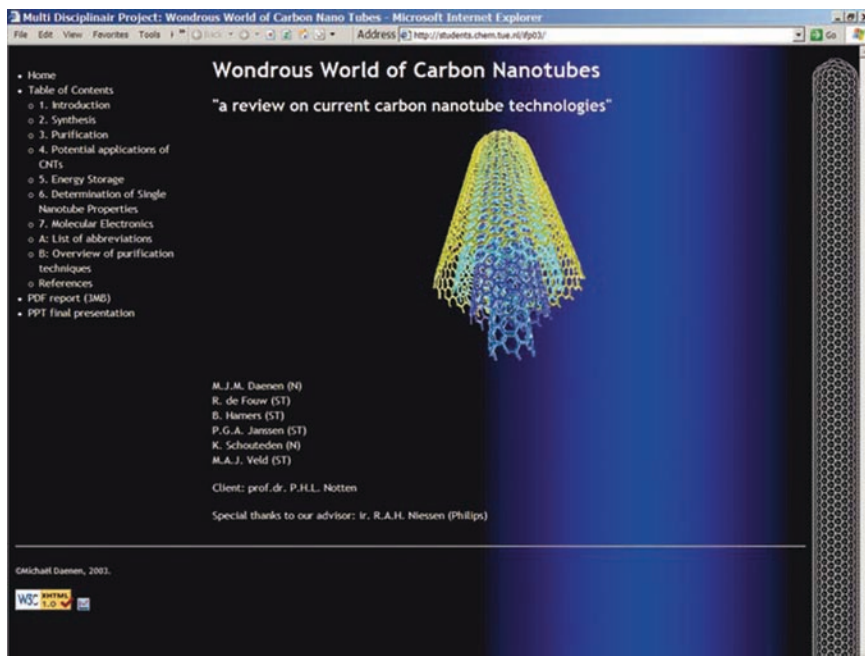 Multi Disciplinair Project: Wondrous World of Carbon Nano Tubes - Microsoft Internet Explorer
File Edit View Favorites Tools
Address http://students.chem.tue.nl/ifp03/
Go
Home
Table of Contents
1. Introduction
2. Synthesis
3. Purification
4. Potential applications of
CNTs
5. Energy Storage
6. Determination of Single
Nanotube Properties
7. Molecular Electronics
A: List of abbreviations
B: Overview of purification
techniques
References
PDF report (3MB)
PPT final presentation
Wondrous World of Carbon Nanotubes
"a review on current carbon nanotube technologies"
M.J.M. Daenen (N)
R. de Fouw (ST)
B. Hamers (ST)
P.G.A. Janssen (ST)
K. Schouteden (N)
M.A.J. Veld (ST)
Client: prof.dr. P.H.L. Notten
Special thanks to our advisor: ir. R.A.H. Niessen (Philips)
©Michaël Daenen, 2003.
W3C XHTML
1.0